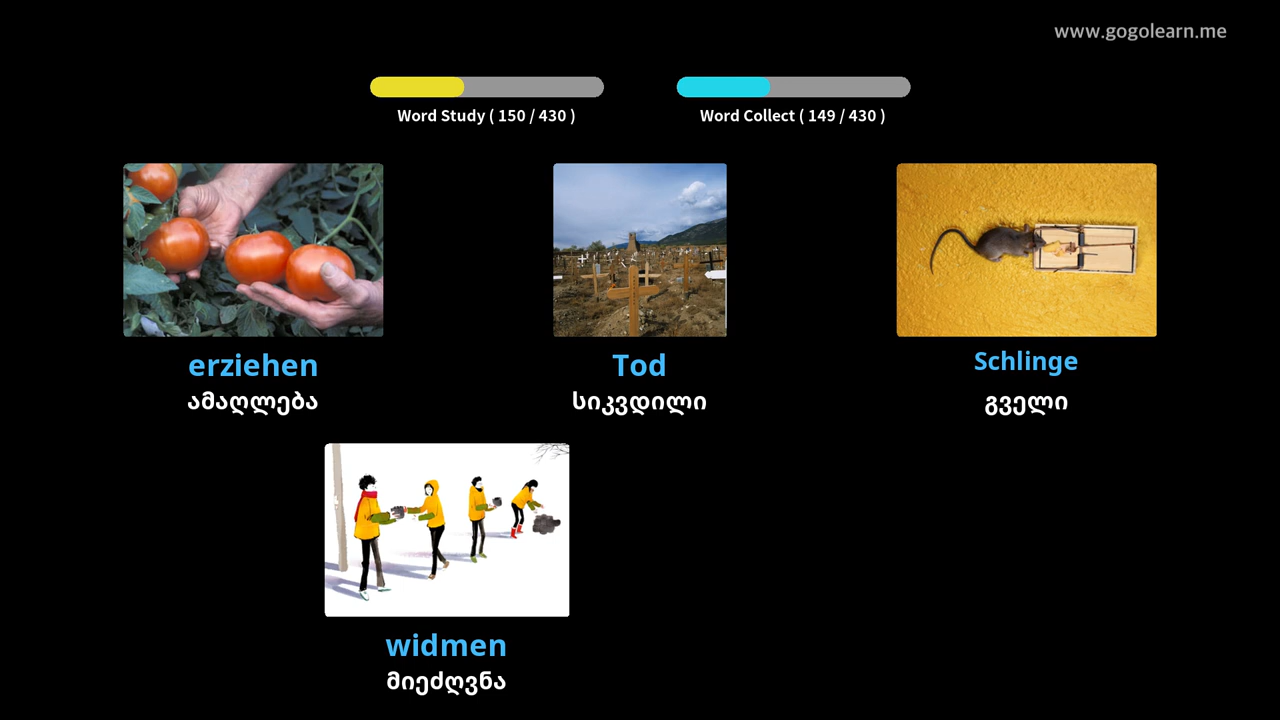 www.gogolearn.me
Word Study ( 150 / 430 )
Word Collect ( 149 / 430 )
erziehen
ამაღლება
Tod
სიკვდილი
Schlinge
გველი
widmen
მიეძღვნა